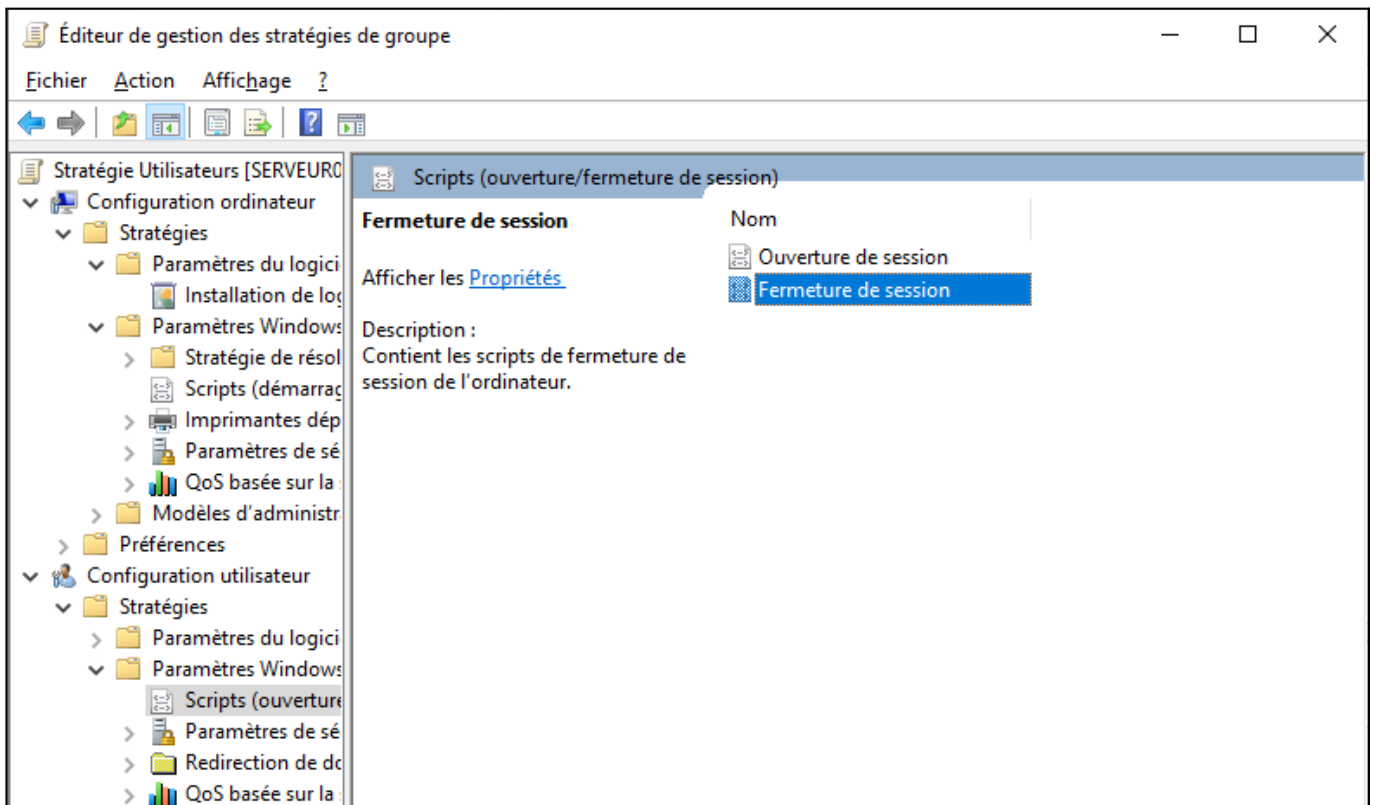 Éditeur de gestion des stratégies de groupe
Fichier Action Affichage ?
Stratégie Utilisateurs [SERVEUR0
Configuration ordinateur
Stratégies
Paramètres du logici
Installation de log
Paramètres Windows
Stratégie de résol
Scripts (démarrag
Imprimantes dép
Paramètres de sé
QoS basée sur la
Modèles d'administr
Préférences
Configuration utilisateur
Stratégies
Paramètres du logici
Paramètres Windows
Scripts (ouverture
Paramètres de sé
Redirection de do
QoS basée sur la
Scripts (ouverture/fermeture de session)
Fermeture de session
Afficher les Propriétés
Description :
Contient les scripts de fermeture de
session de l'ordinateur.
Nom
Ouverture de session
Fermeture de session